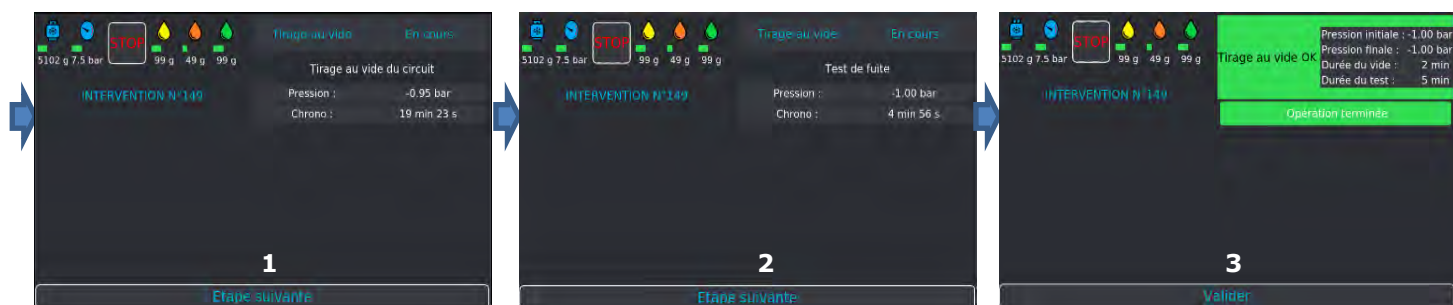 STOP
5102 g 7.5 bar 99 g 49 g 99 g
Tirage au vide En cours
Tirage au vide du circuit
Pression : -0.95 bar
Chrono : 19 min 23 s
INTERVENTION N°149
1
Etape suivante
STOP
5102 g 7.5 bar 99 g 49 g 99 g
Tirage au vide En cours
Test de fuite
Pression : -1.00 bar
Chrono : 4 min 56 s
INTERVENTION N°149
2
Etape suivante
STOP
5102 g 7.5 bar 99 g 49 g 99 g
Tirage au vide OK
Pression initiale : -1.00 bar
Pression finale : -1.00 bar
Durée du vide : 2 min
Durée du test : 5 min
Opération terminée
INTERVENTION N°149
3
Valider